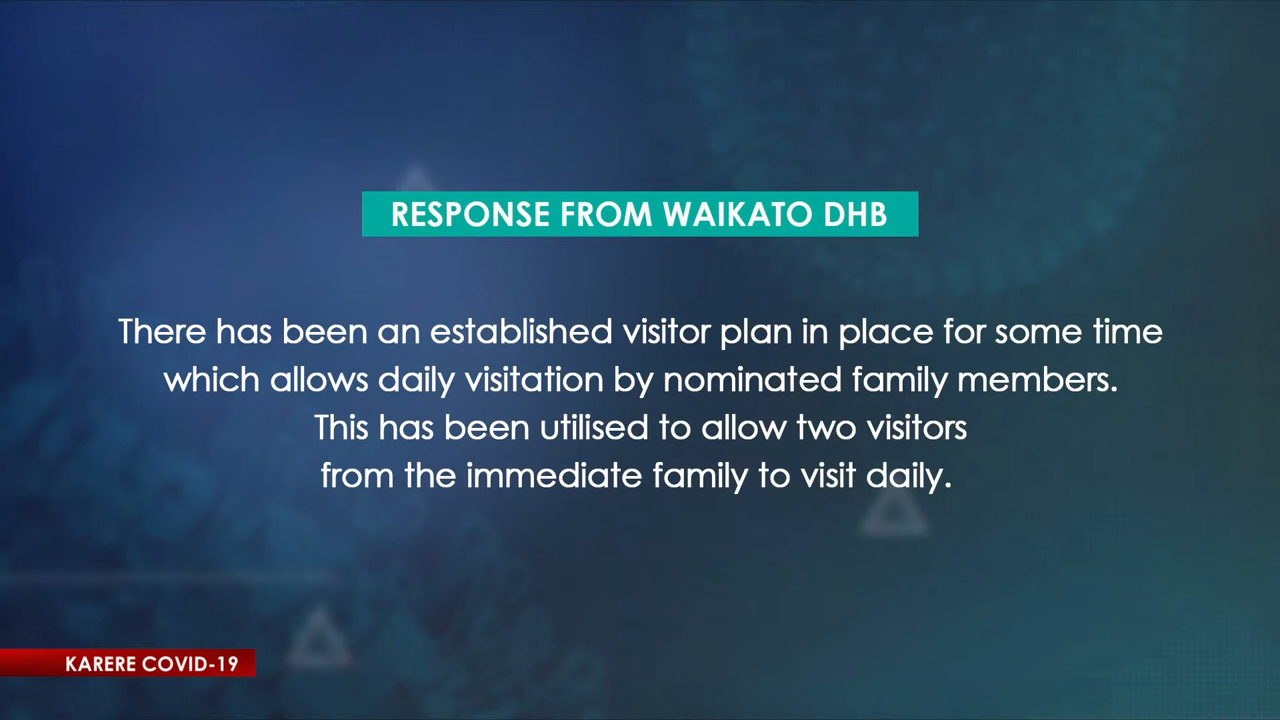 RESPONSE FROM WAIKATO DHB
There has been an established visitor plan in place for some time
which allows daily visitation by nominated family members.
This has been utilised to allow two visitors
from the immediate family to visit daily.
KARERE COVID-19